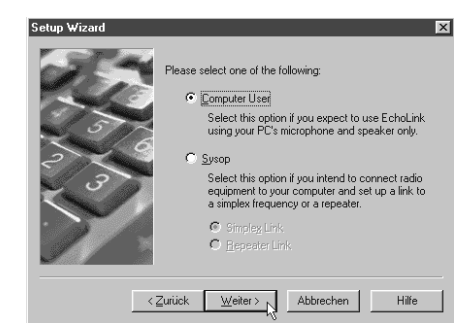 Setup Wizard
Please select one of the following:
Computer User
Select this option if you expect to use EchoLink
using your PC's microphone and speaker only.
Sysop
Select this option if you intend to connect radio
equipment to your computer and set up a link to
a simplex frequency or a repeater.
Simplex Link
Repeater Link
< Zurück
Weiter >
Abbrechen
Hilfe